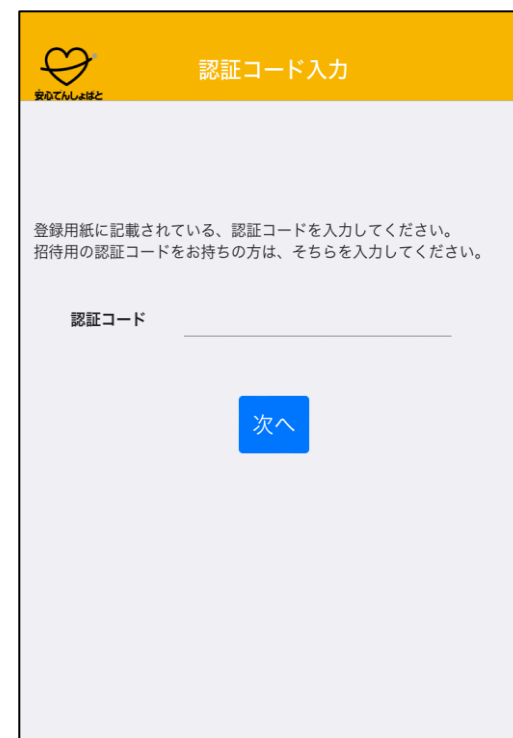 認証コード入力
安心でんしょばと
登録用紙に記載されている、認証コードを入力してください。
招待用の認証コードをお持ちの方は、そちらを入力してください。
認証コード
次へ